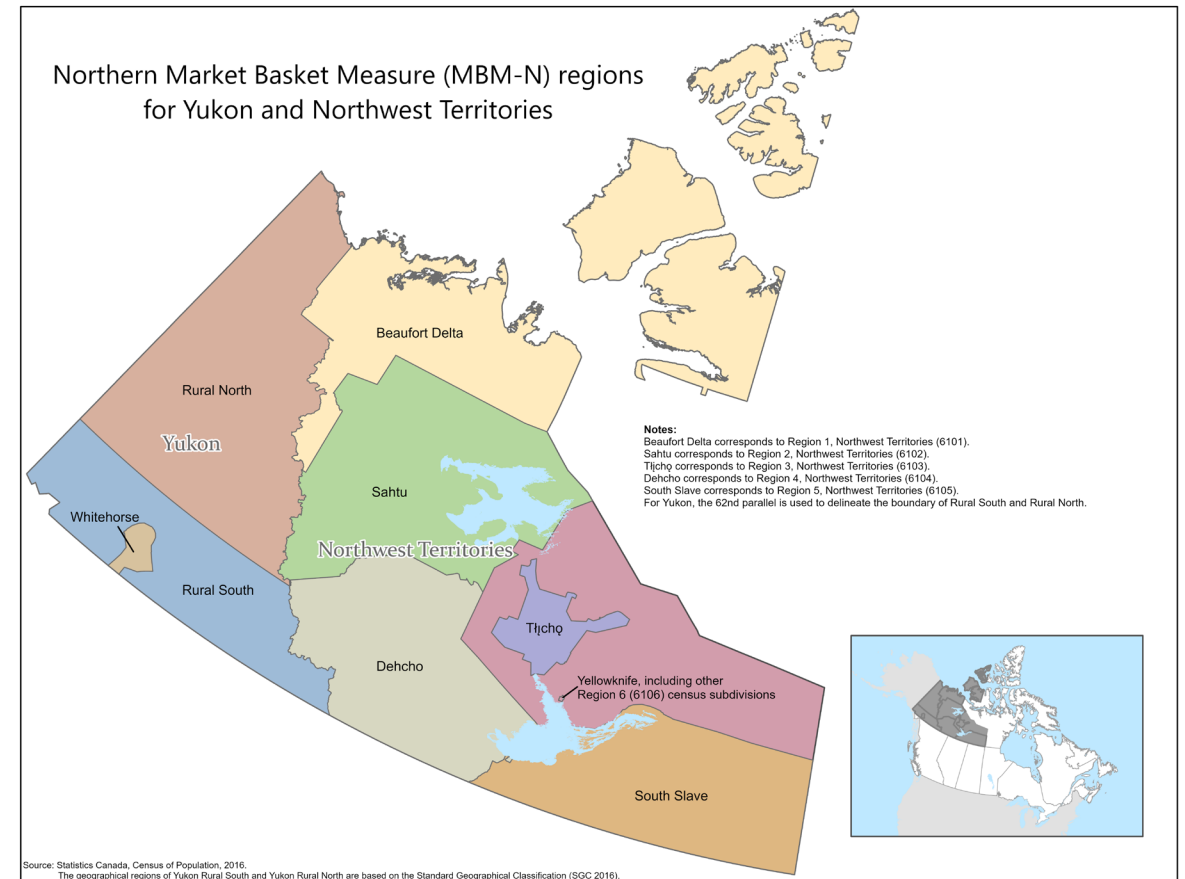 Northern Market Basket Measure (MBM-N) regions
for Yukon and Northwest Territories
Beaufort Delta
Rural North
Yukon
Notes:
Beaufort Delta corresponds to Region 1, Northwest Territories (6101).
Sahtu corresponds to Region 2, Northwest Territories (6102).
Tłı̨chǫ corresponds to Region 3, Northwest Territories (6103).
Dehcho corresponds to Region 4, Northwest Territories (6104).
South Slave corresponds to Region 5, Northwest Territories (6105).
For Yukon, the 62nd parallel is used to delineate the boundary of Rural South and Rural North.
Sahtu
Whitehorse
Northwest Territories
Rural South
Tłı̨chǫ
Dehcho
Yellowknife, including other
Region 6 (6106) census subdivisions
South Slave
Source: Statistics Canada, Census of Population, 2016.
The geographical regions of Yukon Rural South and Yukon Rural North are based on the Standard Geographical Classification (SGC 2016).